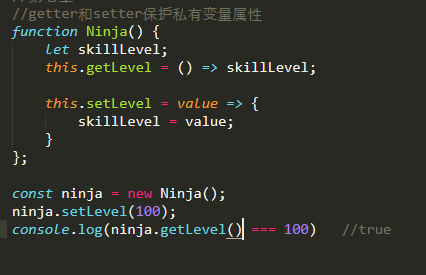 //getter和setter保护私有变量属性
function Ninja() {
    let skillLevel;
    this.getLevel = () => skillLevel;

    this.setLevel = value => {
        skillLevel = value;
    }
};

const ninja = new Ninja();
ninja.setLevel(100);
console.log(ninja.getLevel() === 100)   //true